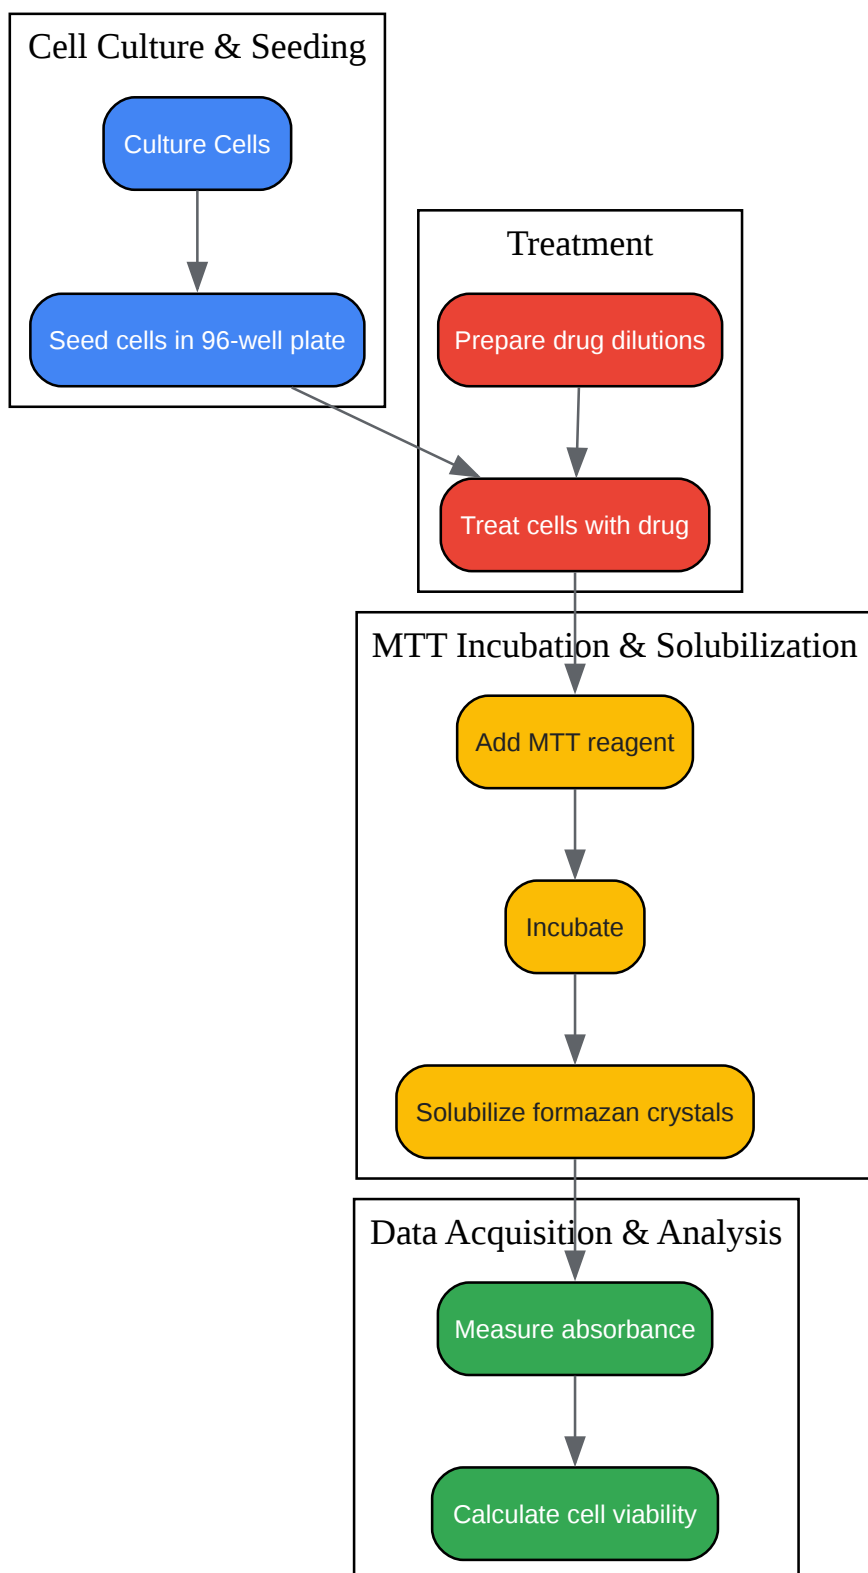 Cell Culture & Seeding
Culture Cells
Seed cells in 96-well plate
Treatment
Prepare drug dilutions
Treat cells with drug
MTT Incubation & Solubilization
Add MTT reagent
Incubate
Solubilize formazan crystals
Data Acquisition & Analysis
Measure absorbance
Calculate cell viability